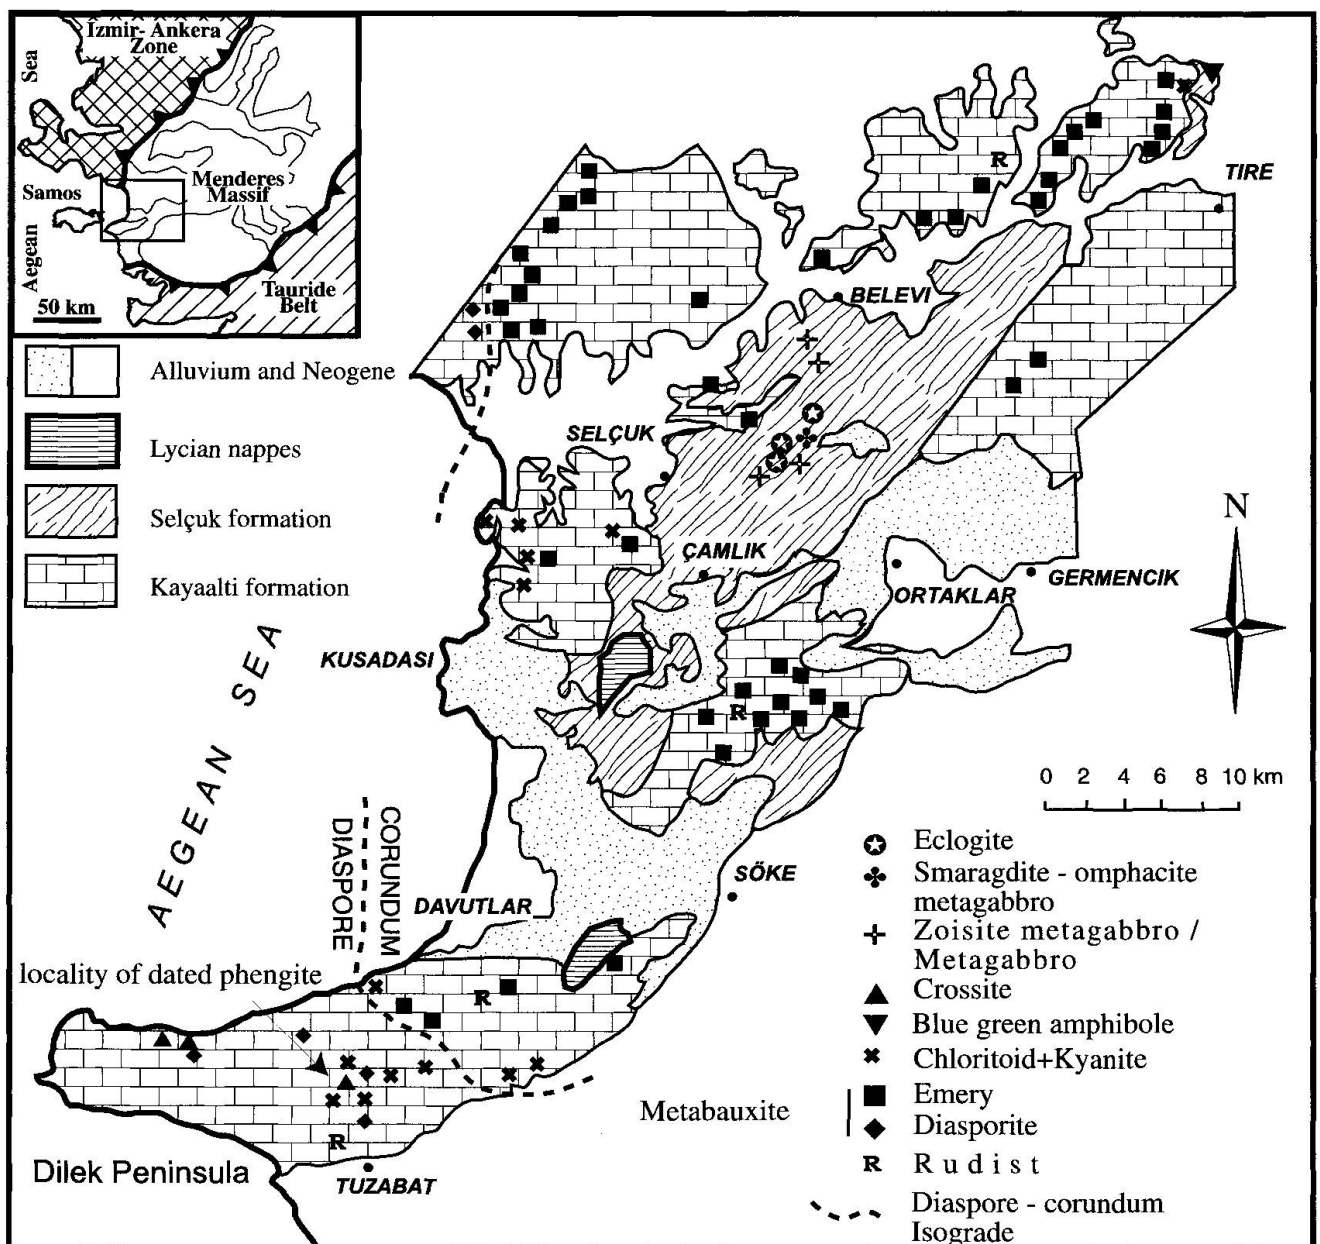 Izmir- Ankera
Zone
Sea
Samos
Menderes
Massif
Aegean
50 km
Tauride
Belt
Alluvium and Neogene
Lycian nappes
Selçuk formation
Kayaalti formation
TIRE
BELEVI
SELÇUK
ÇAMLIK
ORTAKLAR
GERMENCIK
KUSADASI
AEGEAN SEA
N
0 2 4 6 8 10 km
DIASPORE
CORUNDUM
DAVUTLAR
SÖKE
locality of dated phengite
R
R
R
R
Dilek Peninsula
TUZABAT
Eclogite
Smaragdite - omphacite
metagabbro
Zoisite metagabbro /
Metagabbro
Crossite
Blue green amphibole
Chloritoid+Kyanite
Metabauxite
Emery
Diasporite
R Rudist
Diaspore - corundum
Isograde